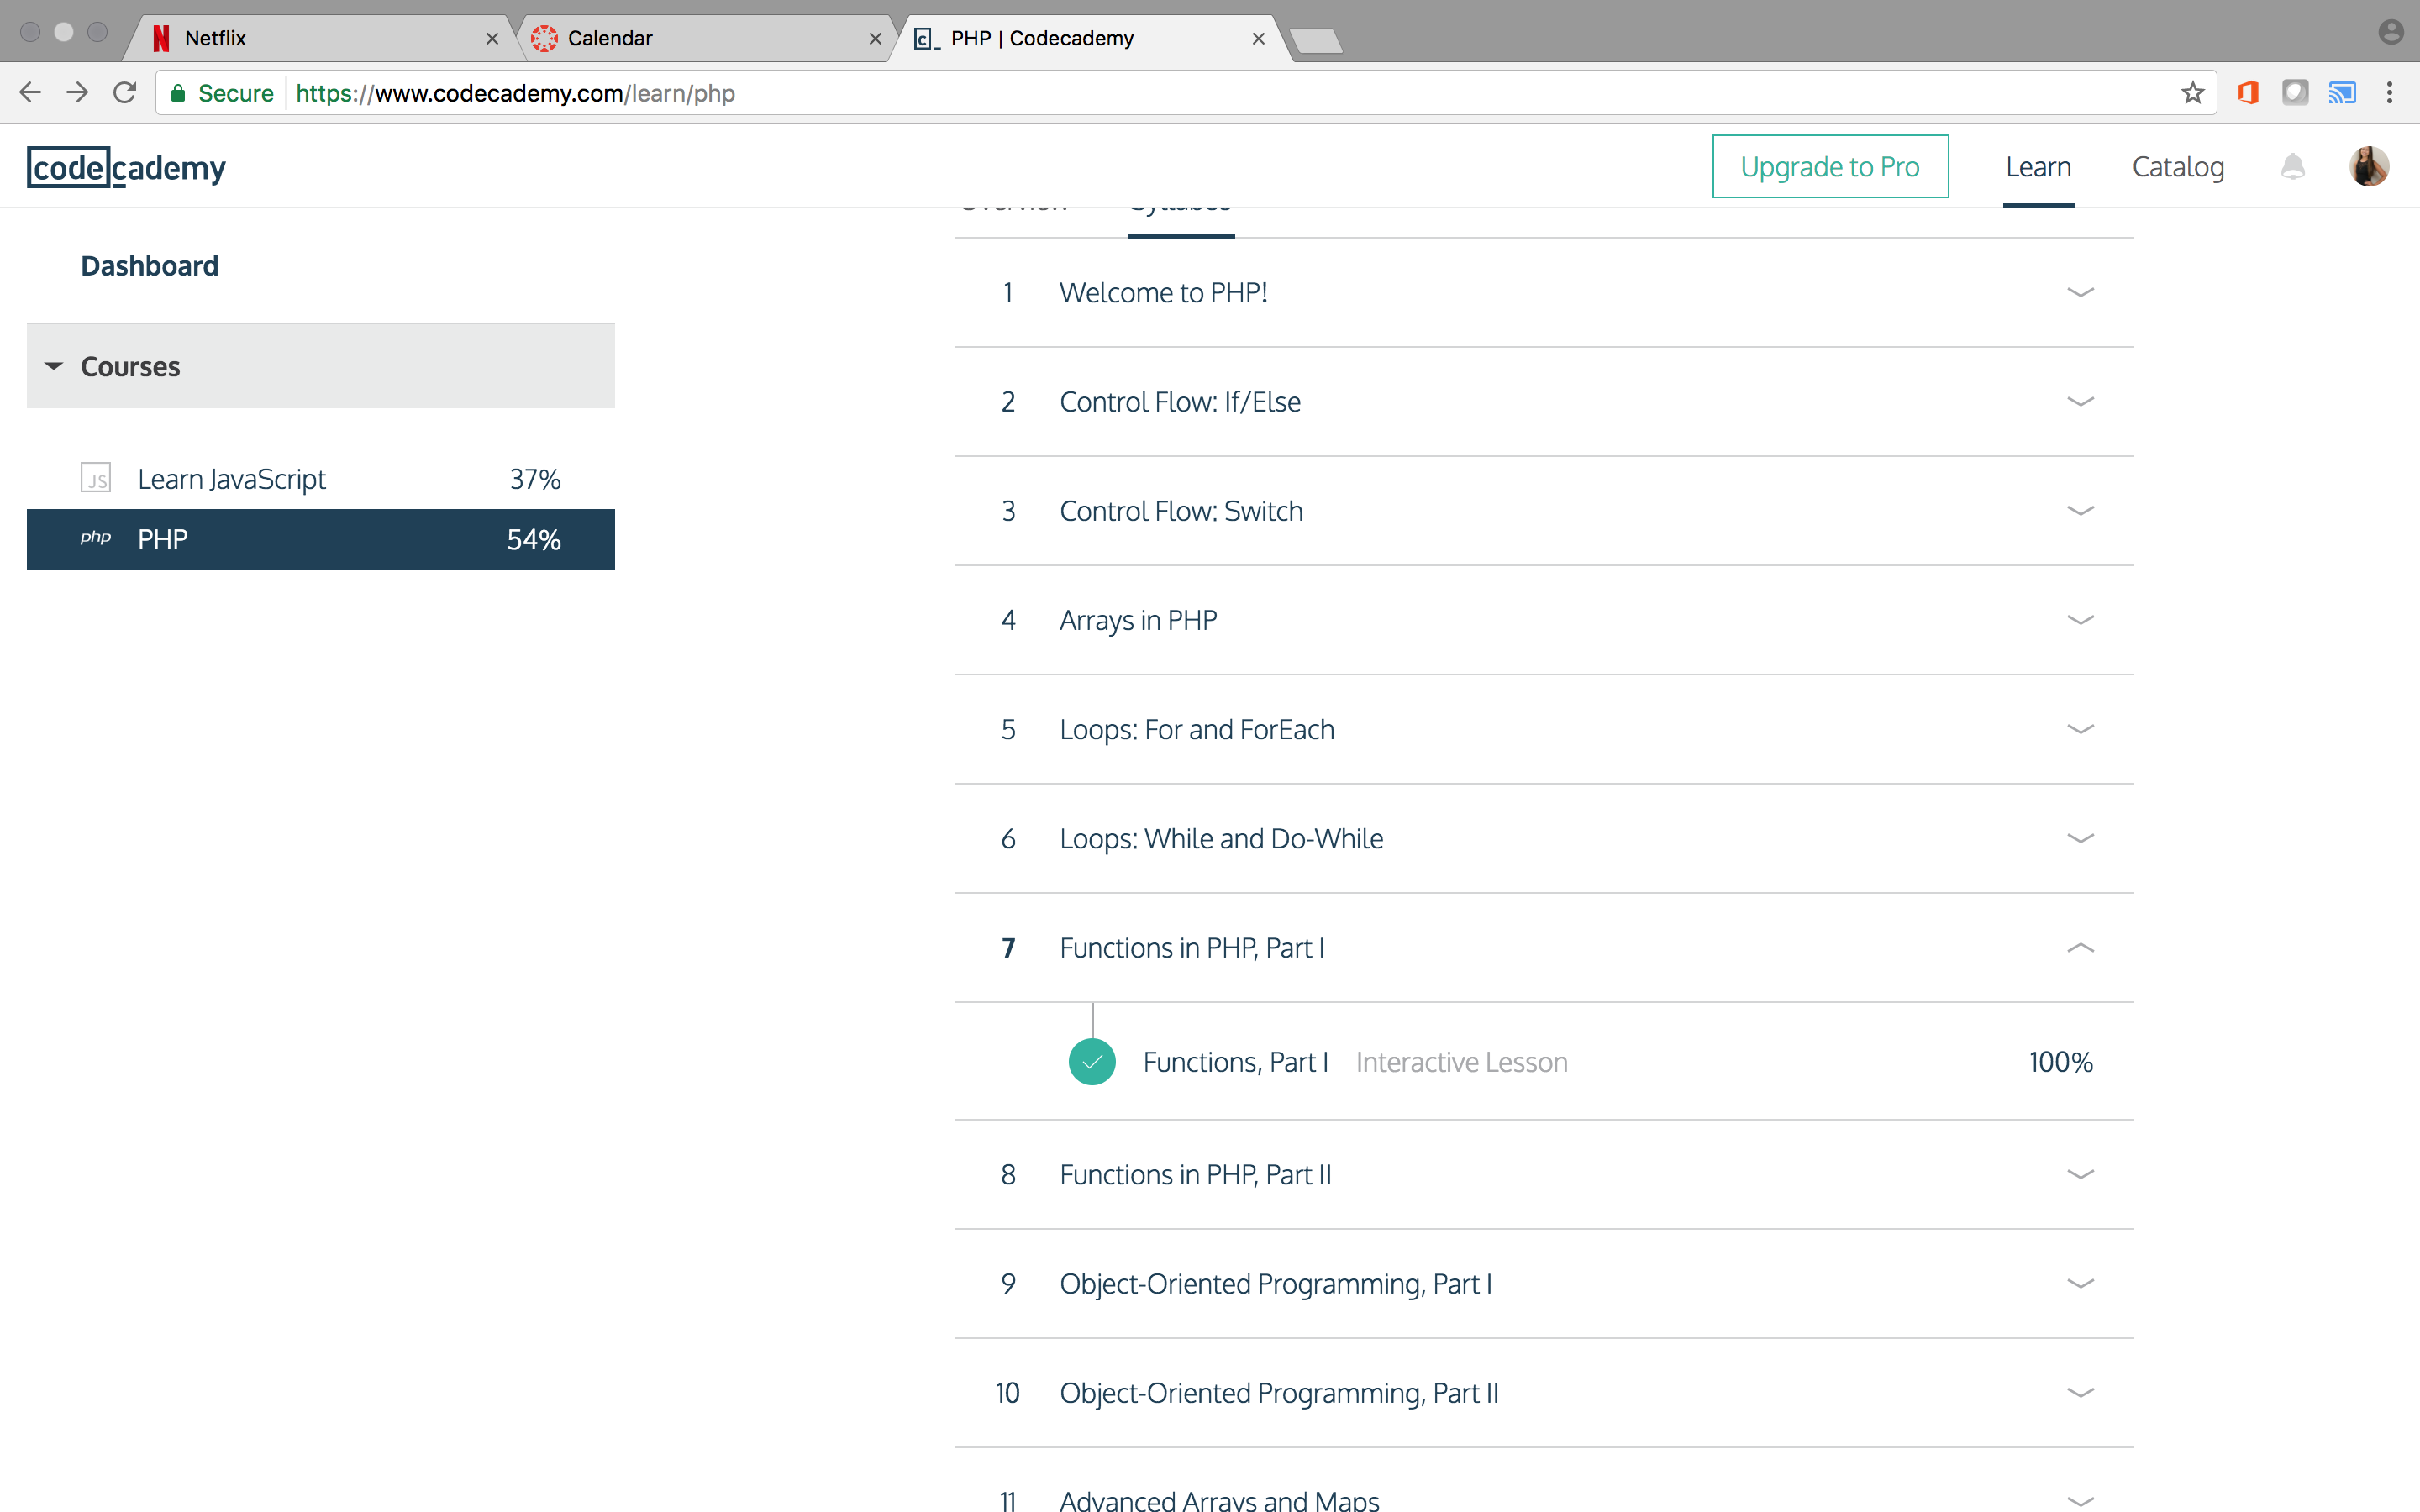 Netflix
Calendar
PHP | Codecademy
Secure https://www.codecademy.com/learn/php
codecademy
Upgrade to Pro
Learn
Catalog
Overview Syllabus
Dashboard
Courses
JS Learn JavaScript 37%
php PHP 54%
1 Welcome to PHP!
2 Control Flow: If/Else
3 Control Flow: Switch
4 Arrays in PHP
5 Loops: For and ForEach
6 Loops: While and Do-While
7 Functions in PHP, Part I
Functions, Part I Interactive Lesson 100%
8 Functions in PHP, Part II
9 Object-Oriented Programming, Part I
10 Object-Oriented Programming, Part II
11 Advanced Arrays and Maps